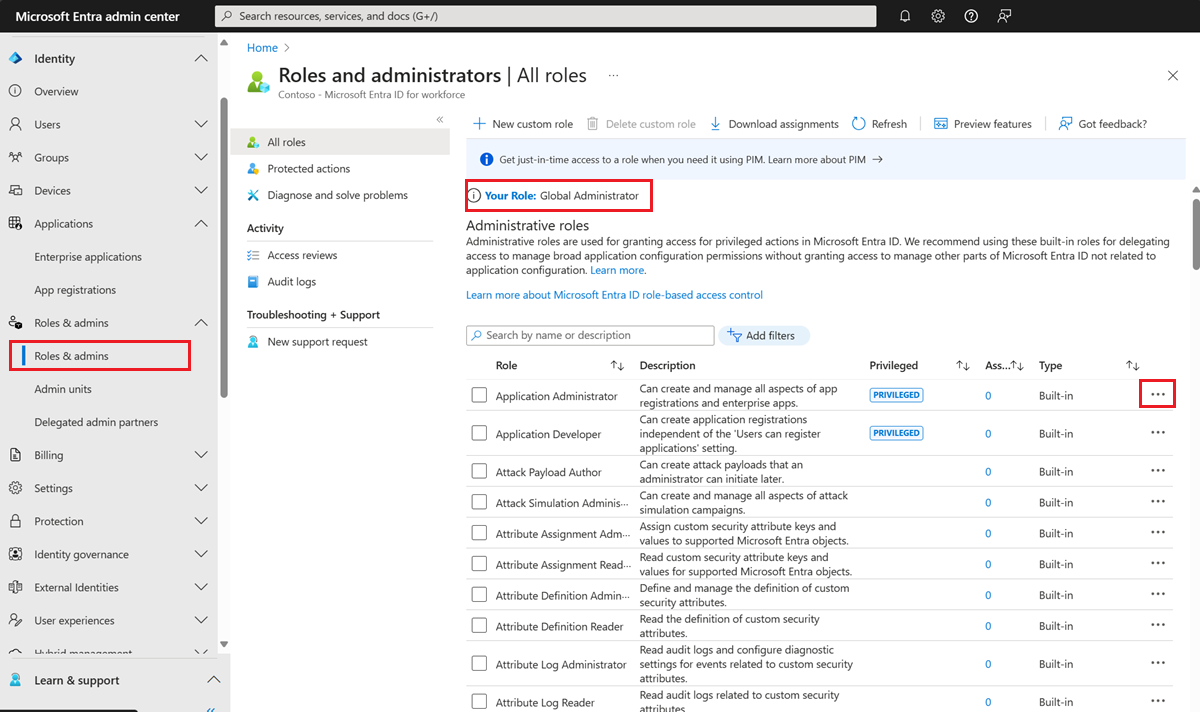 Microsoft Entra admin center
Search resources, services, and docs (G+/)
Identity
Overview
Users
Groups
Devices
Applications
Enterprise applications
App registrations
Roles & admins
Roles & admins
Admin units
Delegated admin partners
Billing
Settings
Protection
Identity governance
External Identities
User experiences
Hybrid management
Learn & support
Home >
Roles and administrators | All roles ...
Contoso - Microsoft Entra ID for workforce
All roles
Protected actions
Diagnose and solve problems
Activity
Access reviews
Audit logs
Troubleshooting + Support
New support request
New custom role Delete custom role Download assignments Refresh Preview features Got feedback?
Get just-in-time access to a role when you need it using PIM. Learn more about PIM →
Your Role: Global Administrator
Administrative roles
Administrative roles are used for granting access for privileged actions in Microsoft Entra ID. We recommend using these built-in roles for delegating
access to manage broad application configuration permissions without granting access to manage other parts of Microsoft Entra ID not related to
application configuration. Learn more.
Learn more about Microsoft Entra ID role-based access control
Search by name or description Add filters
Role Description Privileged Ass... Type
Application Administrator Can create and manage all aspects of app PRIVILEGED 0 Built-in ...
registrations and enterprise apps.
Application Developer Can create application registrations PRIVILEGED 0 Built-in ...
independent of the 'Users can register
applications' setting.
Attack Payload Author Can create attack payloads that an 0 Built-in ...
administrator can initiate later.
Attack Simulation Adminis... Can create and manage all aspects of attack 0 Built-in ...
simulation campaigns.
Attribute Assignment Adm... Assign custom security attribute keys and 0 Built-in ...
values to supported Microsoft Entra objects.
Attribute Assignment Read... Read custom security attribute keys and 0 Built-in ...
values for supported Microsoft Entra objects.
Attribute Definition Admin... Define and manage the definition of custom 0 Built-in ...
security attributes.
Attribute Definition Reader Read the definition of custom security 0 Built-in ...
attributes.
Attribute Log Administrator Read audit logs and configure diagnostic 0 Built-in ...
settings for events related to custom security
attributes.
Attribute Log Reader Read audit logs related to custom security 0 Built-in ...
attributes.